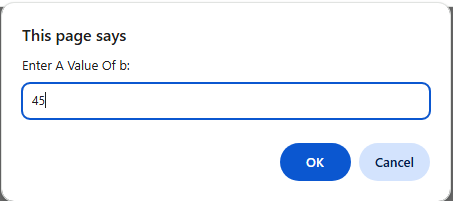 This page says
Enter A Value Of b:
45
OK
Cancel